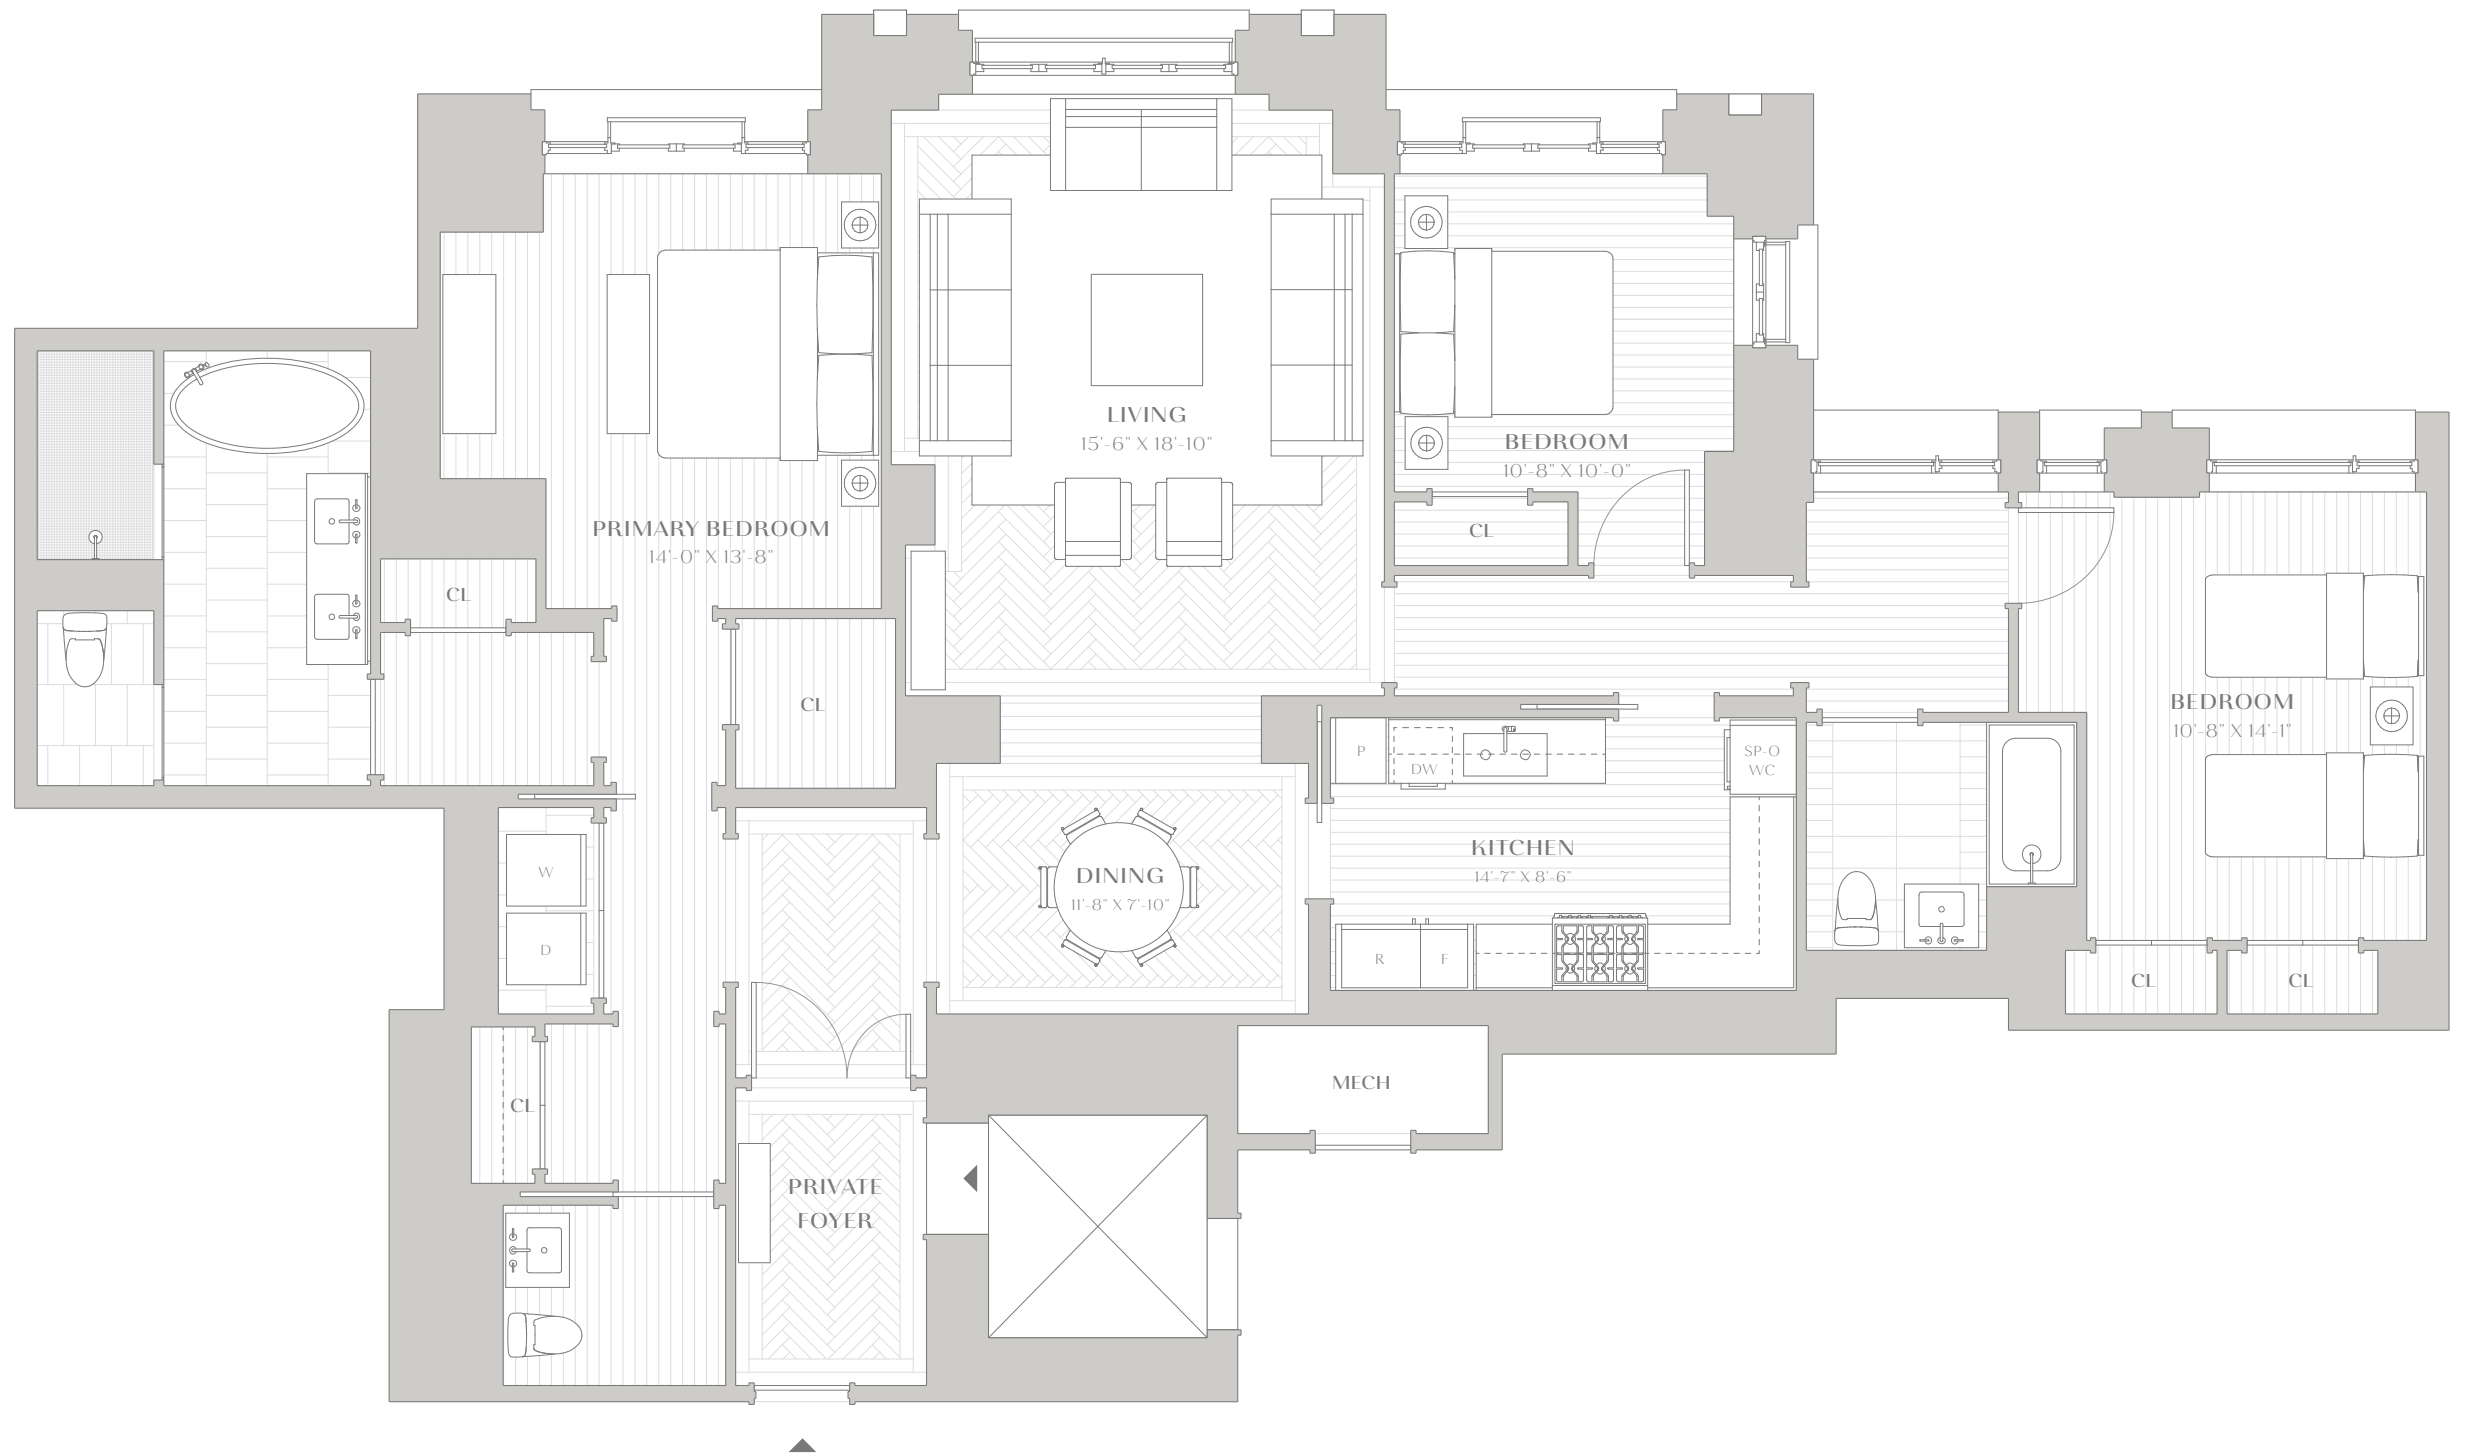 LIVING
15'-6" X 18'-10"
BEDROOM
10'-8" X 10'-0"
PRIMARY BEDROOM
14'-0" X 13'-8"
CL
CL
CL
BEDROOM
10'-8" X 14'-1"
P
DW
SP-O
WC
KITCHEN
14'-7" X 8'-6"
DINING
11'-8" X 7'-10"
W
D
R
F
CL
CL
CL
MECH
PRIVATE
FOYER